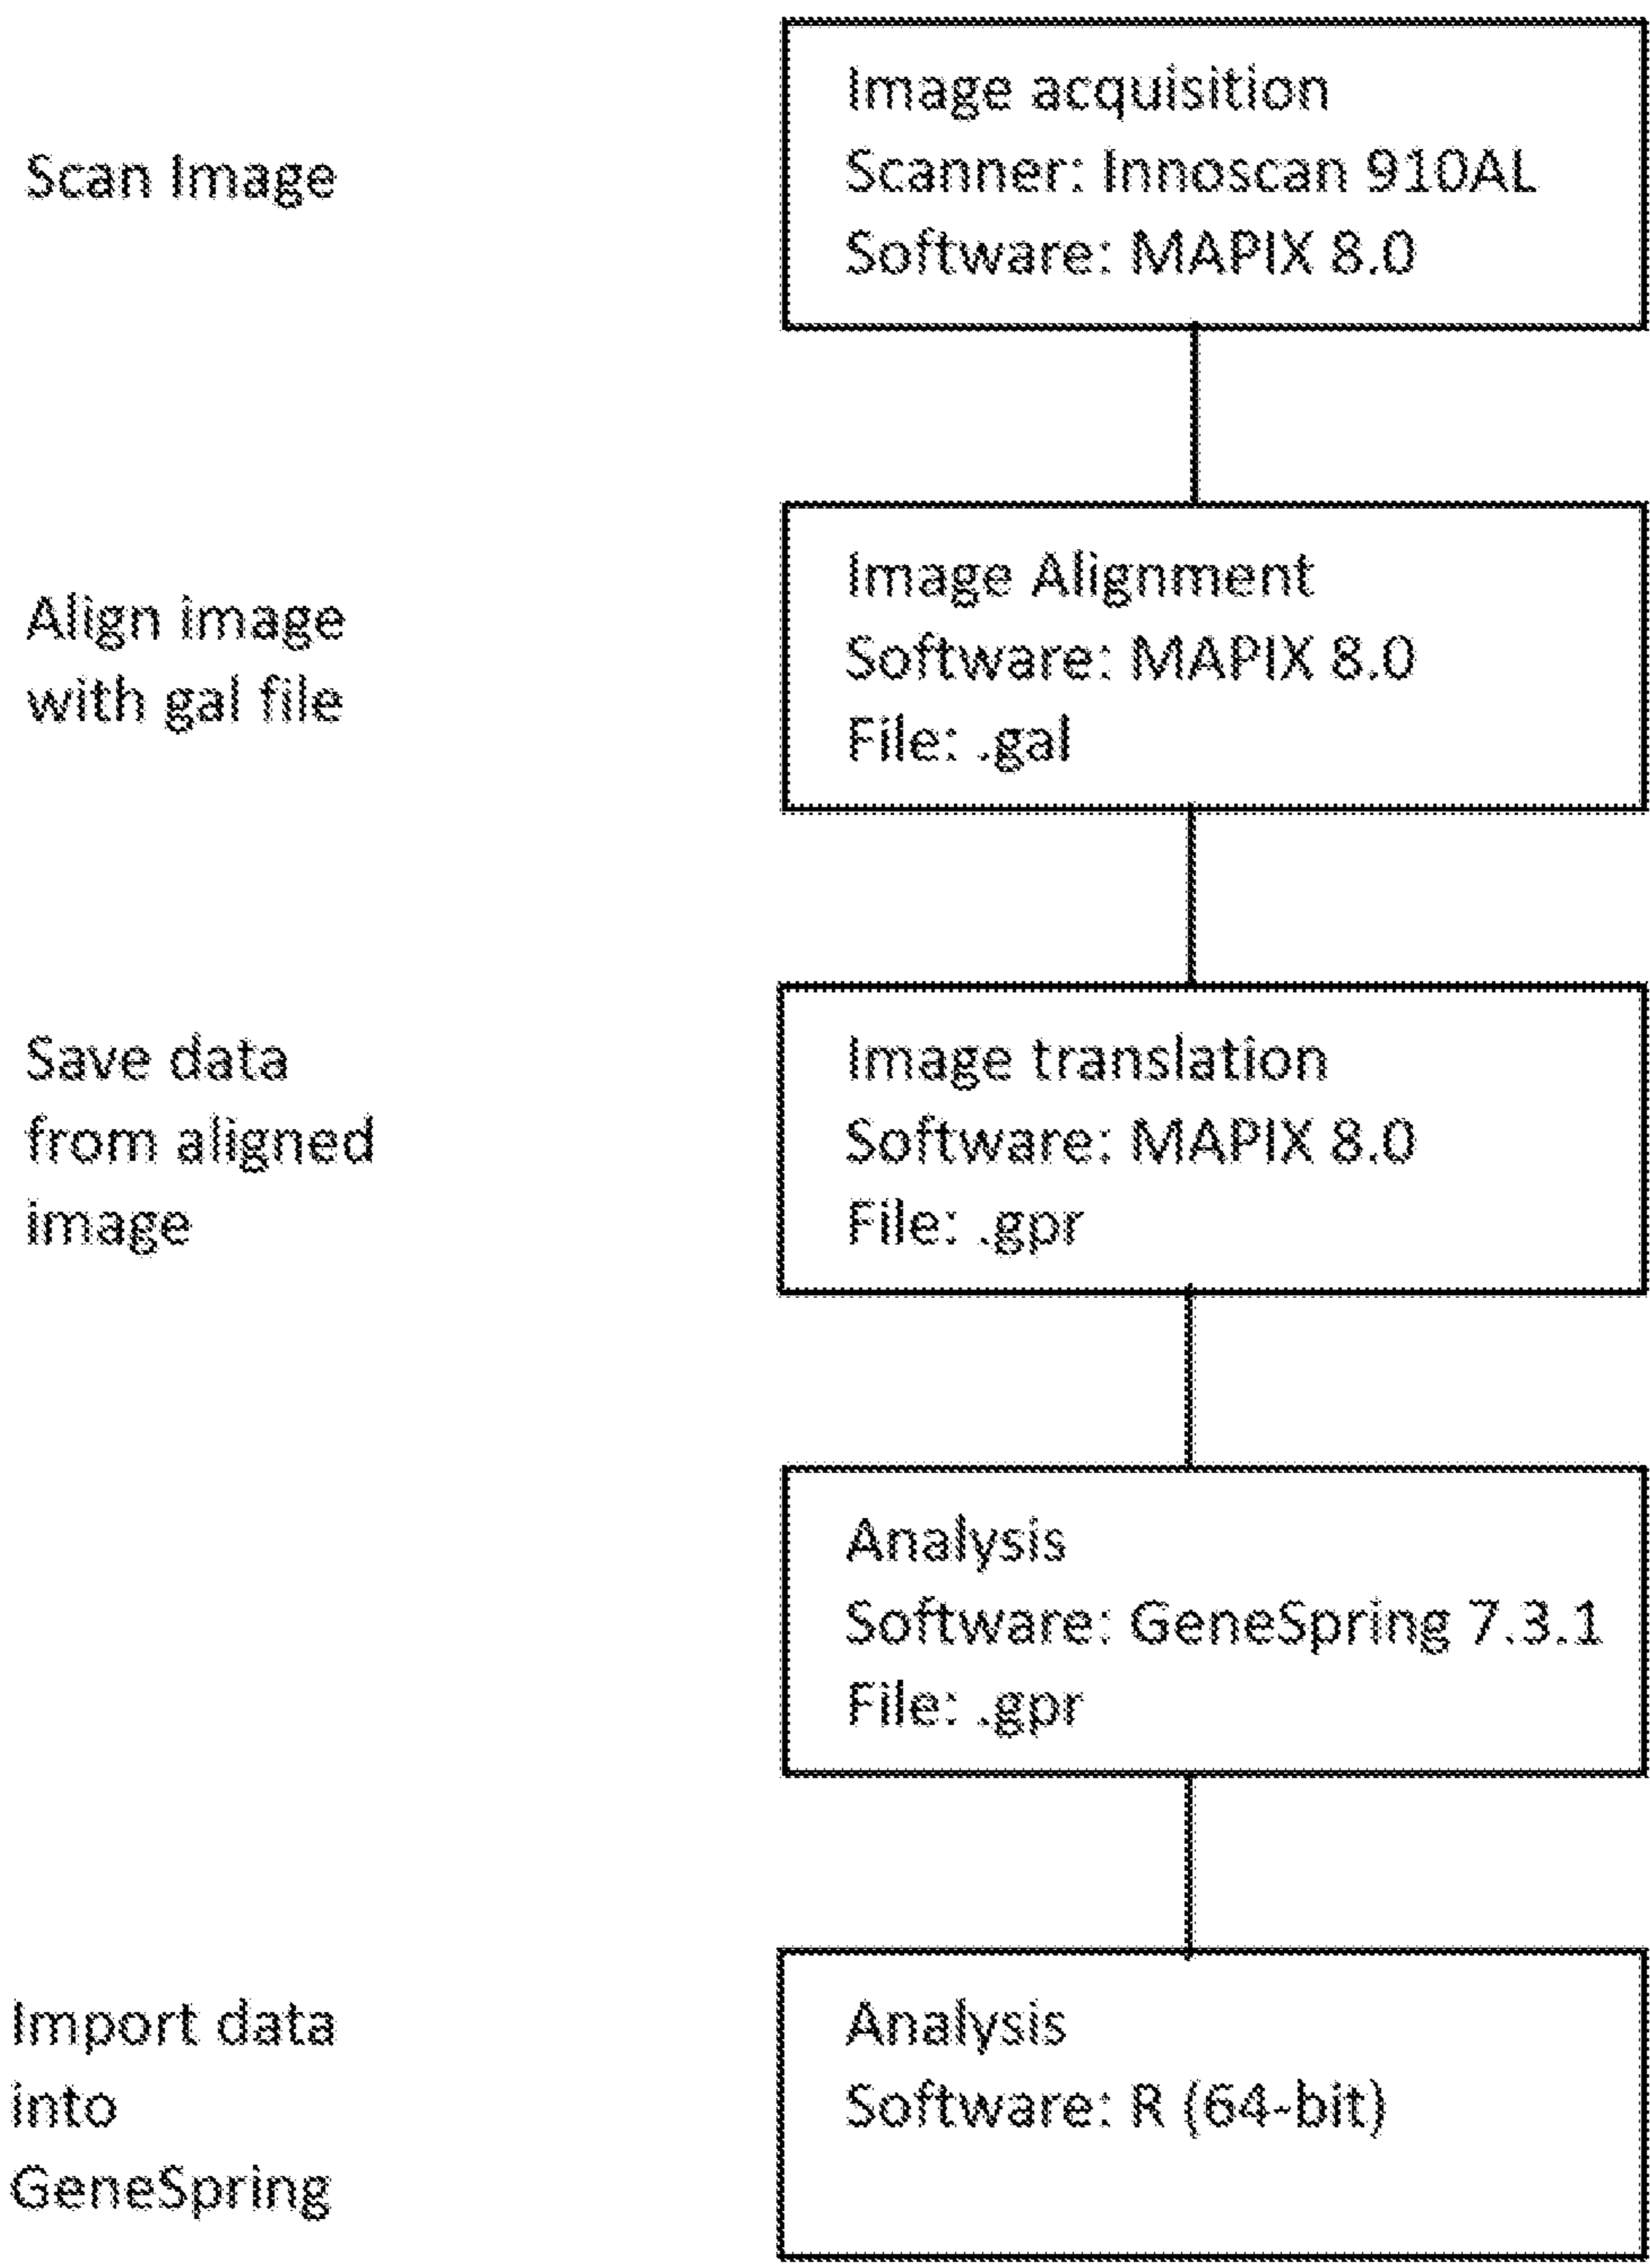 Scan Image
Image acquisition
Scanner: Innoscan 910AL
Software: MAPIX 8.0
Align image
with gal file
Image Alignment
Software: MAPIX 8.0
File: .gal
Save data
from aligned
image
Image translation
Software: MAPIX 8.0
File: .gpr
Analysis
Software: GeneSpring 7.3.1
File: .gpr
Import data
into
GeneSpring
Analysis
Software: R (64-bit)